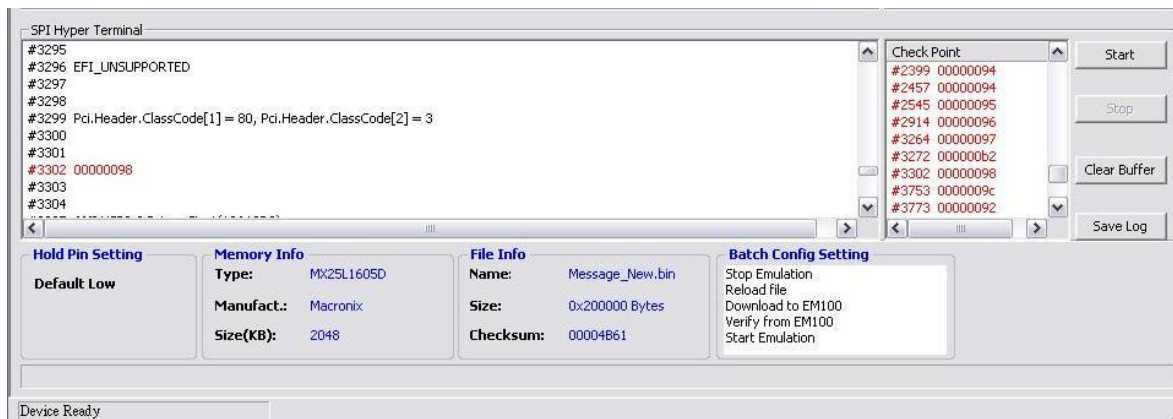 SPI Hyper Terminal
#3295
#3296 EFI_UNSUPPORTED
#3297
#3298
#3299 Pci.Header.ClassCode[1] = 80, Pci.Header.ClassCode[2] = 3
#3300
#3301
#3302 00000098
#3303
#3304
Check Point
#2399 00000094
#2457 00000094
#2545 00000095
#2914 00000096
#3264 00000097
#3272 000000b2
#3302 00000098
#3753 0000009c
#3773 00000092
Start
Stop
Clear Buffer
Save Log
Hold Pin Setting
Default Low
Memory Info
Type: MX25L1605D
Manufact.: Macronix
Size(KB): 2048
File Info
Name: Message_New.bin
Size: 0x200000 Bytes
Checksum: 00004B61
Batch Config Setting
Stop Emulation
Reload file
Download to EM100
Verify from EM100
Start Emulation
Device Ready